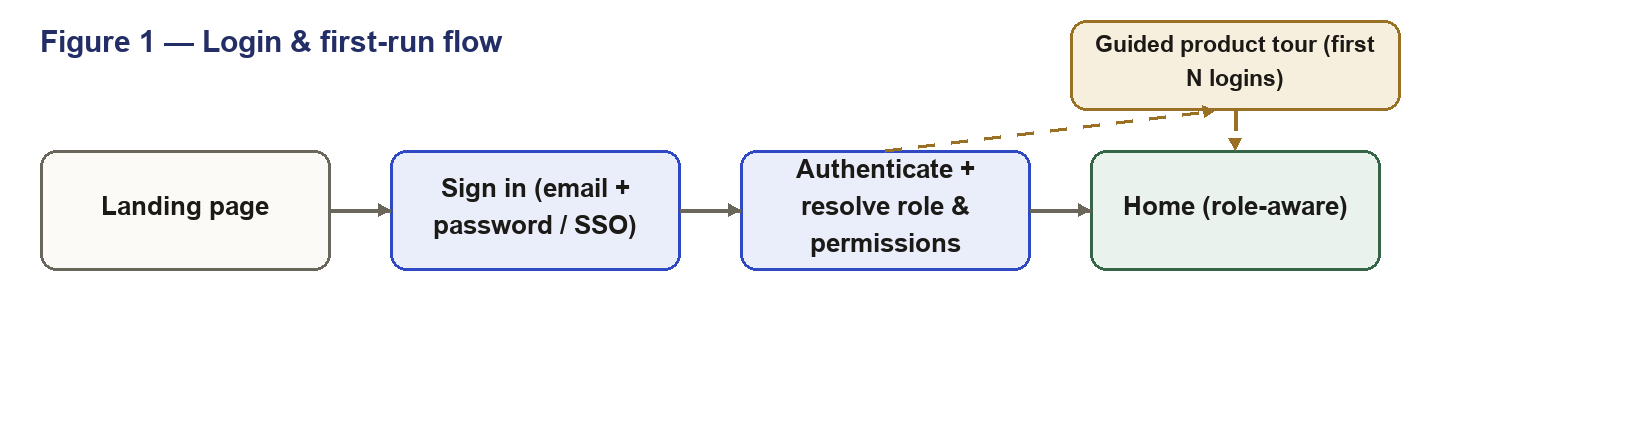 Figure 1 — Login & first-run flow
Guided product tour (first
N logins)
Landing page
Sign in (email +
password / SSO)
Authenticate +
resolve role &
permissions
Home (role-aware)